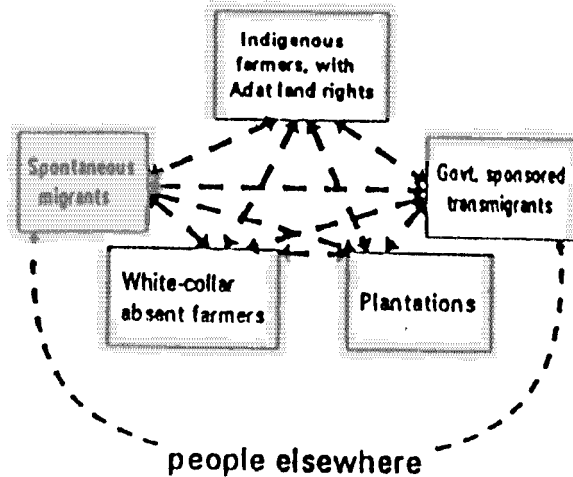 Indigenous
farmers, with
Adat land rights
Spontaneous
migrants
Govt. sponsored
transmigrants
White-collar
absent farmers
Plantations
people elsewhere